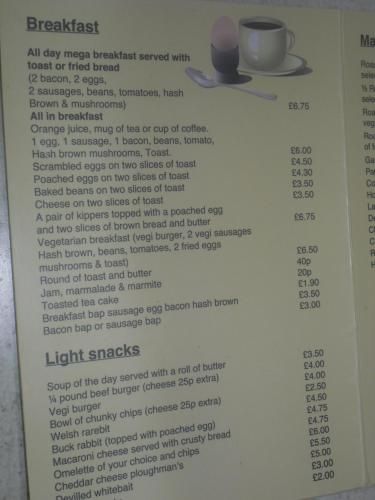 Breakfast
All day mega breakfast served with
toast or fried bread
(2 bacon, 2 eggs,
2 sausages, beans, tomatoes, hash
Brown & mushrooms) £6.75
All in breakfast
Orange juice, mug of tea or cup of coffee.
1 egg, 1 sausage, 1 bacon, beans, tomato,
Hash brown mushrooms, Toast. £6.00
Scrambled eggs on two slices of toast £4.50
Poached eggs on two slices of toast £4.30
Baked beans on two slices of toast £3.50
Cheese on two slices of toast £3.50
A pair of kippers topped with a poached egg
and two slices of brown bread and butter £6.75
Vegetarian breakfast (vegi burger, 2 vegi sausages
Hash brown, beans, tomatoes, 2 fried eggs
mushrooms & toast) £6.50
Round of toast and butter 40p
Jam, marmalade & marmite 20p
Toasted tea cake £1.90
Breakfast bap sausage egg bacon hash brown £3.50
Bacon bap or sausage bap £3.00
Light snacks
Soup of the day served with a roll of butter £3.50
¼ pound beef burger (cheese 25p extra) £4.00
Vegi burger £4.00
Bowl of chunky chips (cheese 25p extra) £2.50
Welsh rarebit £4.50
Buck rabbit (topped with poached egg) £4.75
Macaroni cheese served with crusty bread £4.75
Omelette of your choice and chips £6.00
Cheddar cheese ploughman's £5.50
Devilled whitebait £5.00
£3.00
£2.00
Ma
Roa
sele
½ R
sele
Roa
veg
Roa
of t